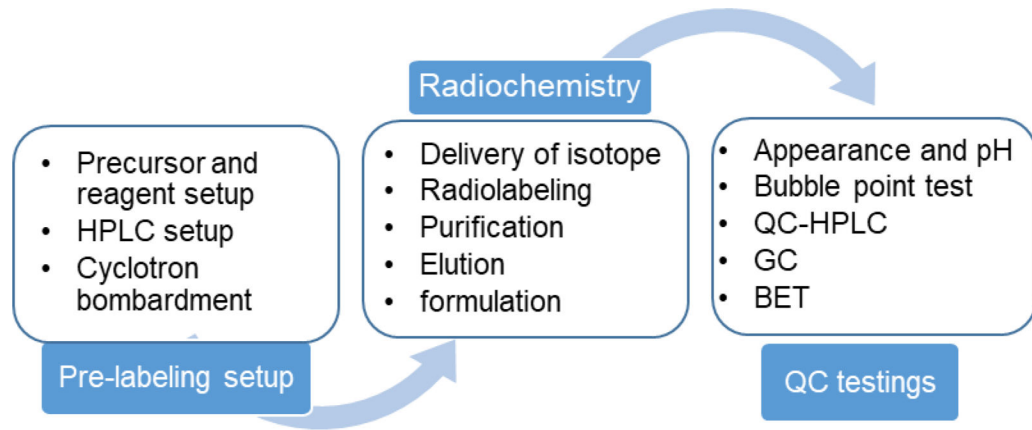 Pre-labeling setup
• Precursor and
reagent setup
• HPLC setup
• Cyclotron
bombardment
Radiochemistry
• Delivery of isotope
• Radiolabeling
• Purification
• Elution
• formulation
• Appearance and pH
• Bubble point test
• QC-HPLC
• GC
• BET
QC testings